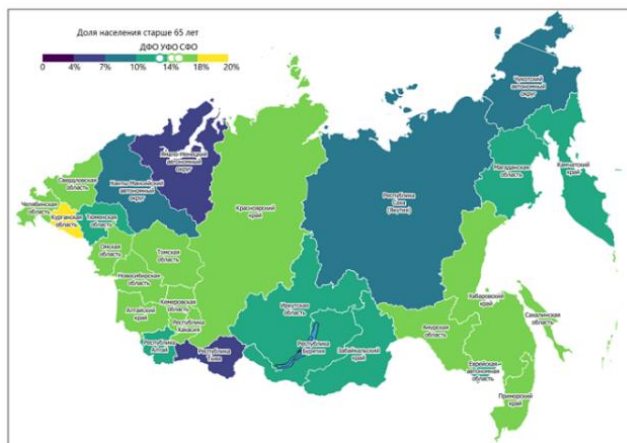 Доля населения старше 65 лет
ДФО УФО СФО
0 4% 7% 10% 14% 18% 20%
Чукотский
автономный
округ
Ямало-Ненецкий
автономный
округ
Магаданская
область
Камчатский
край
Ханты-Мансийский
автономный
округ
Свердловская
область
Республика
Саха
(Якутия)
Красноярский
край
Челябинская
область
Курганская
область
Тюменская
область
Омская
область
Томская
область
Новосибирская
область
Хабаровский
край
Иркутская
область
Кемеровская
область
Алтайский
край
Сахалинская
область
Республика
Хакасия
Амурская
область
Республика
Алтай
Республика
Тыва
Республика
Бурятия
Забайкальский
край
Еврейская
автономная
область
Приморский
край